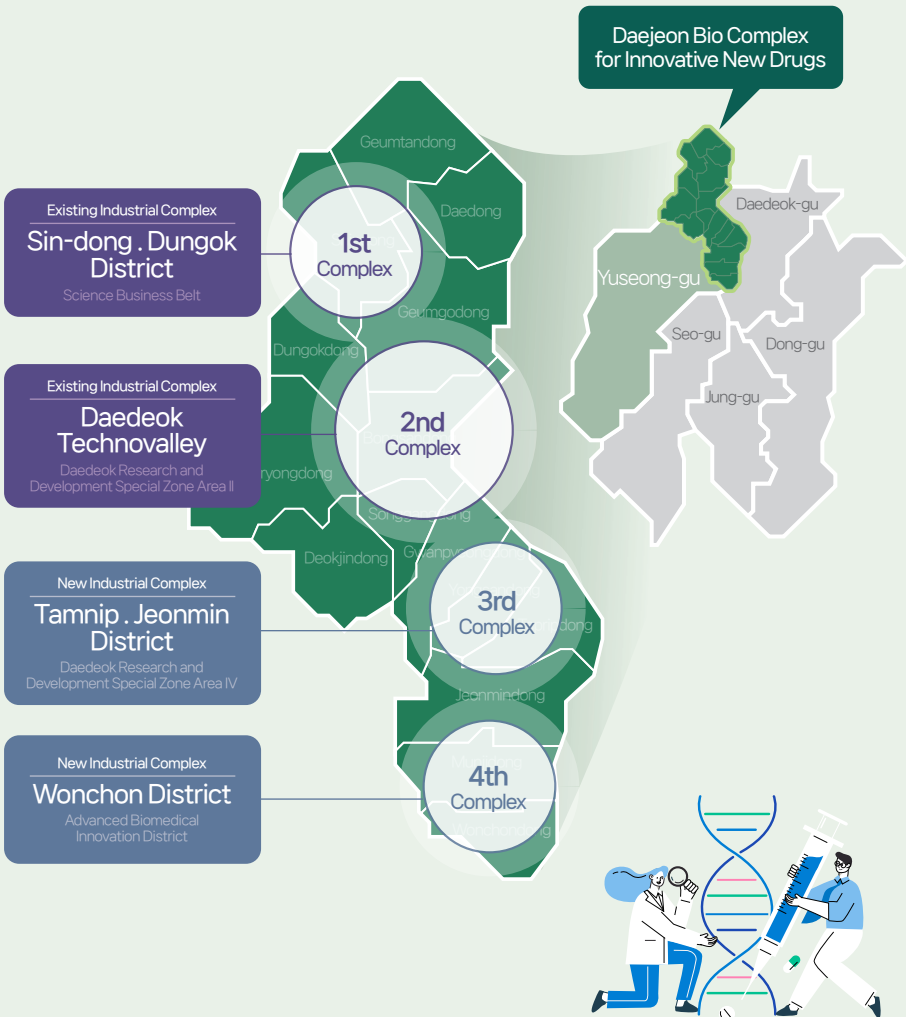 Daejeon Bio Complex
for Innovative New Drugs
Geumtandong
Daedong
Geumgodong
Dungokdong
ryongdong
Deokjindong
Jeonmindong
Existing Industrial Complex
Sin-dong . Dungok
District
Science Business Belt
1st
Complex
Existing Industrial Complex
Daedeok
Technovalley
Daedeok Research and
Development Special Zone Area II
2nd
Complex
New Industrial Complex
Tamnip . Jeonmin
District
Daedeok Research and
Development Special Zone Area IV
3rd
Complex
New Industrial Complex
Wonchon District
Advanced Biomedical
Innovation District
4th
Complex
Daedeok-gu
Yuseong-gu
Seo-gu
Dong-gu
Jung-gu